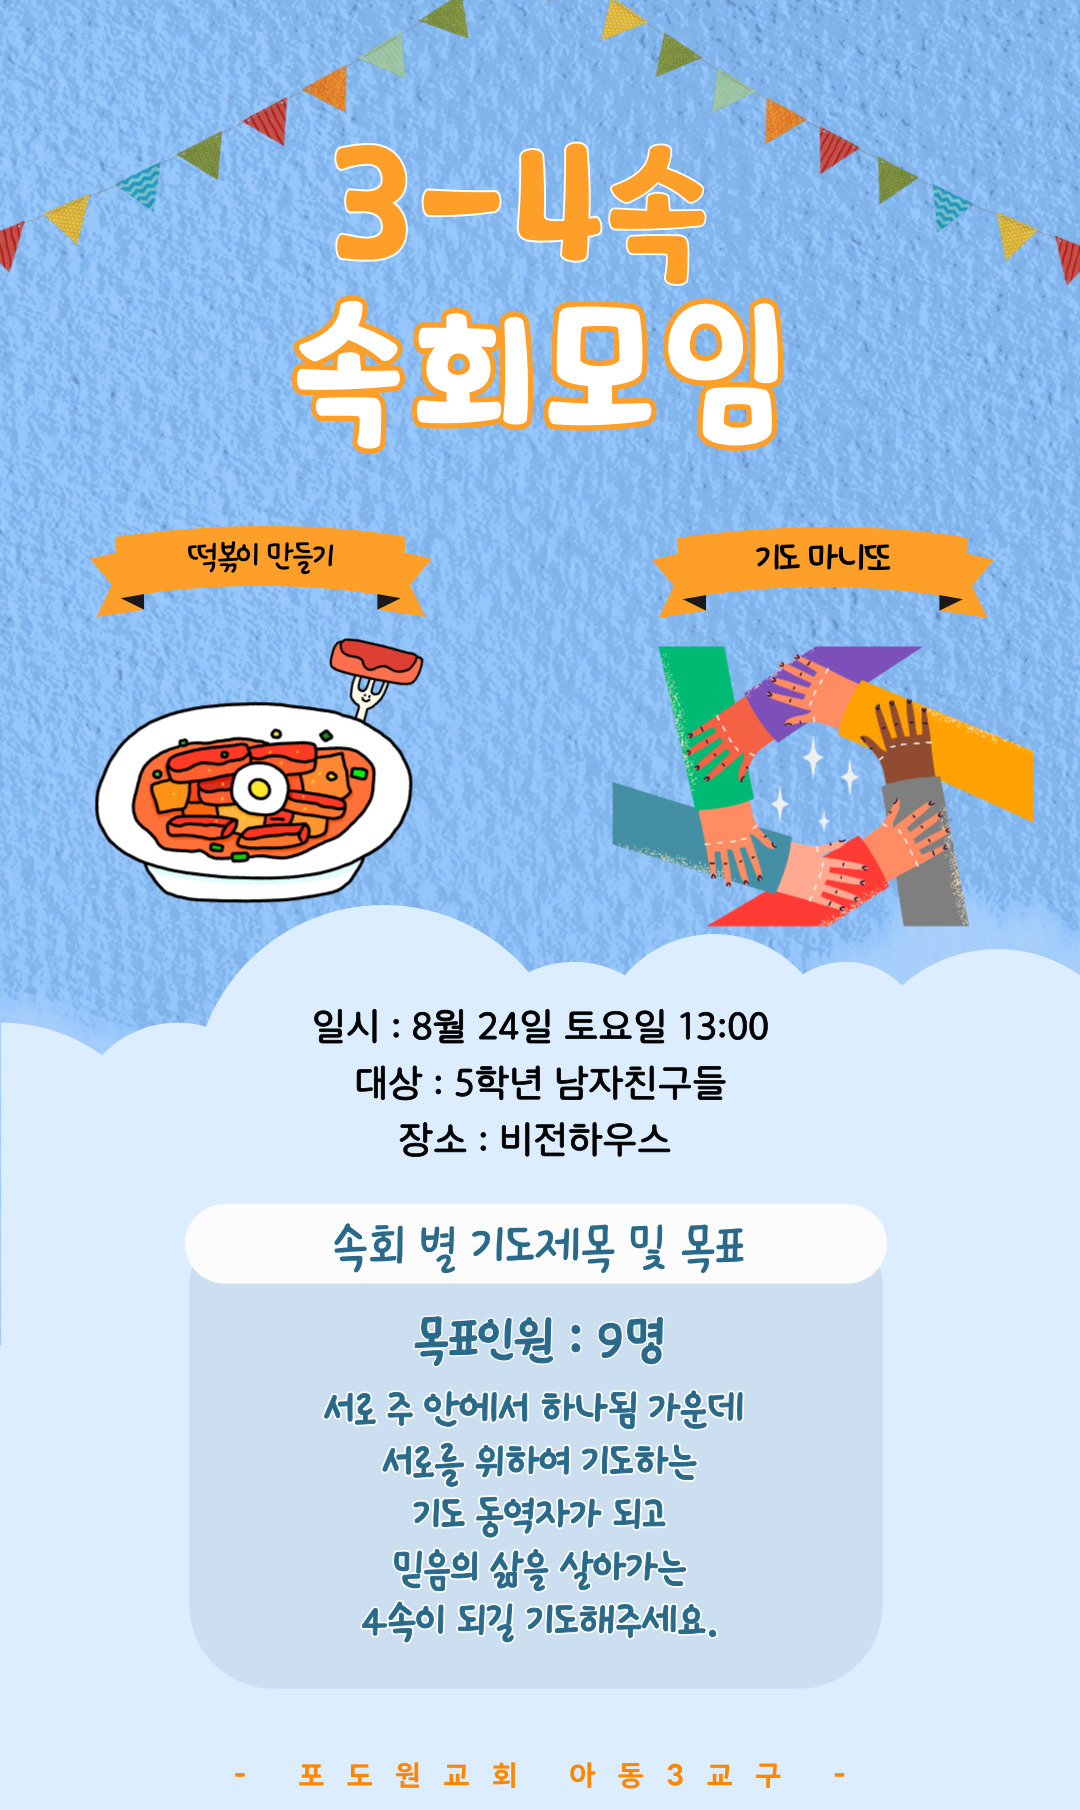 3-4속
속회모임
떡볶이 만들기
기도 마니또
일시 : 8월 24일 토요일 13:00
대상 : 5학년 남자친구들
장소 : 비전하우스
속회 별 기도제목 및 목표
목표인원 : 9명
서로 주 안에서 하나됨 가운데
서로를 위하여 기도하는
기도 동역자가 되고
믿음의 삶을 살아가는
4속이 되길 기도해주세요.
- 포도원교회 아동3교구 -